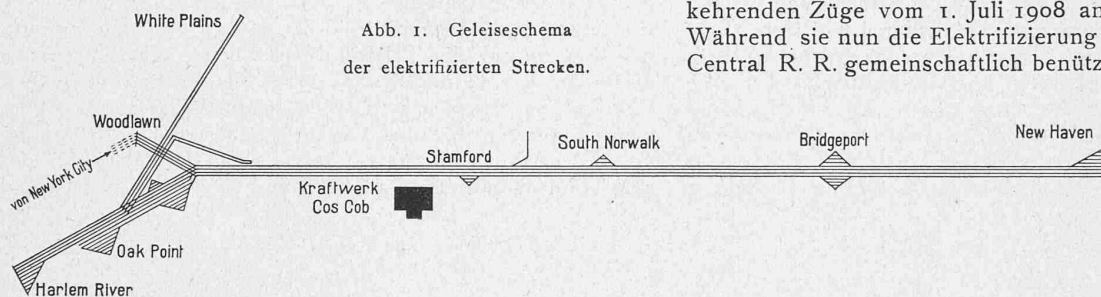 kehrenden Züge vom 1. Juli 1908 an
Während sie nun die Elektrifizierung
Central R. R. gemeinschaftlich benütz
Abb. 1. Geleiseschema
der elektrifizierten Strecken.
White Plains
Woodlawn
von New York City
Stamford
South Norwalk
Bridgeport
New Haven
Kraftwerk
Cos Cob
Oak Point
Harlem River